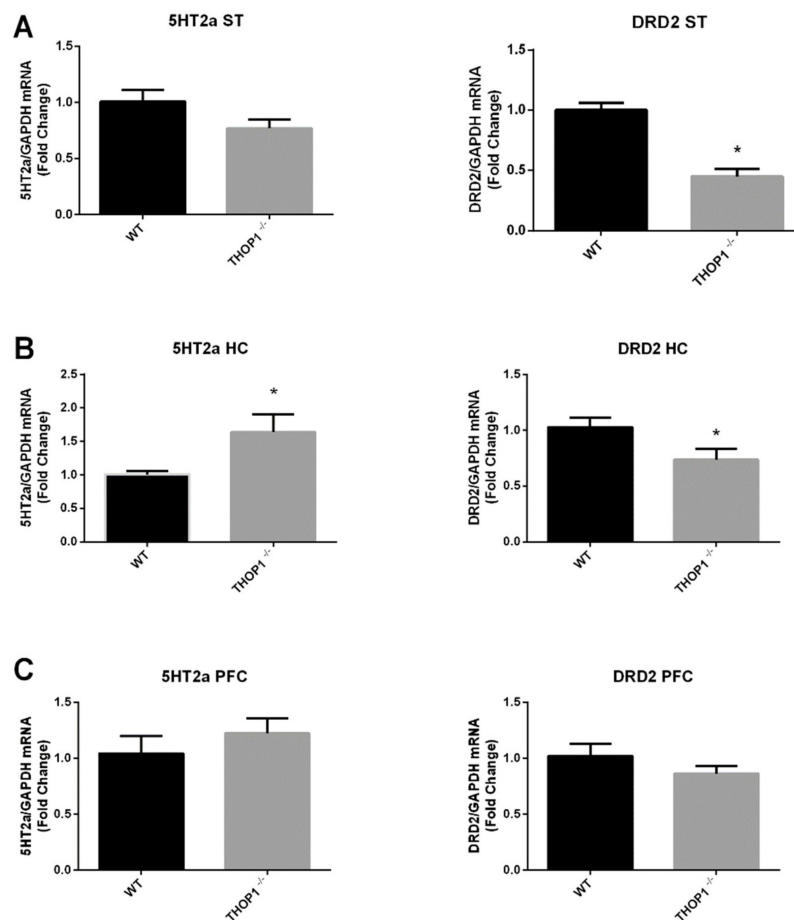 A
5HT2a ST
5HT2a/GAPDH mRNA
(Fold Change)
1.5
1.0
0.5
0.0
WT
THOP1 -/-
DRD2 ST
DRD2/GAPDH mRNA
(Fold Change)
1.5
1.0
0.5
0.0
*
WT
THOP1 -/-
B
5HT2a HC
5HT2a/GAPDH mRNA
(Fold Change)
2.5
2.0
1.5
1.0
0.5
0.0
*
WT
THOP1 -/-
DRD2 HC
DRD2/GAPDH mRNA
(Fold Change)
1.5
1.0
0.5
0.0
*
WT
THOP1 -/-
C
5HT2a PFC
5HT2a/GAPDH mRNA
(Fold Change)
1.5
1.0
0.5
0.0
WT
THOP1 -/-
DRD2 PFC
DRD2/GAPDH mRNA
(Fold Change)
1.5
1.0
0.5
0.0
WT
THOP1 -/-